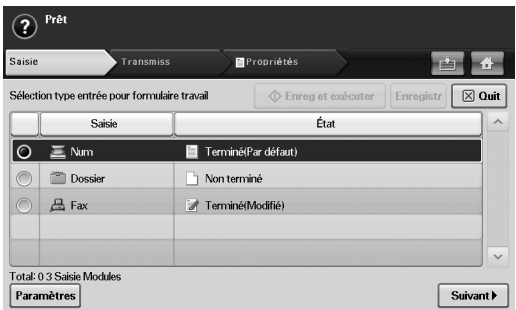 Prêt
Saisie Transmiss Propriétés
Sélection type entrée pour formulaire travail Enreg et exécuter Enregistr Quit
Saisie État
Num Terminé(Par défaut)
Dossier Non terminé
Fax Terminé(Modifié)
Total: 0 3 Saisie Modules
Paramètres Suivant